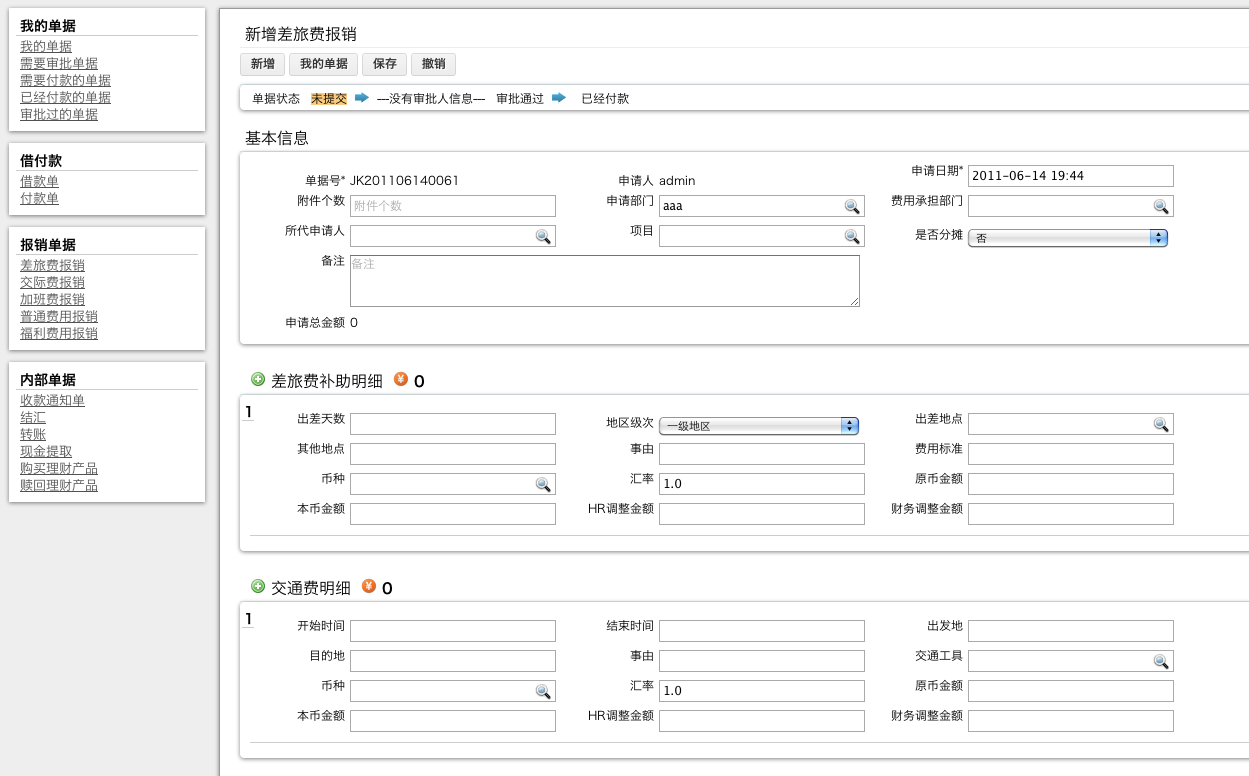 我的单据
我的单据
需要审批单据
需要付款的单据
已经付款的单据
审批过的单据
借付款
借款单
付款单
报销单据
差旅费报销
交际费报销
加班费报销
普通费用报销
福利费用报销
内部单据
收款通知单
结汇
转账
现金提取
购买理财产品
赎回理财产品
新增差旅费报销
新增 我的单据 保存 撤销
单据状态 未提交 ---没有审批人信息--- 审批通过 已经付款
基本信息
单据号* JK201106140061 申请人 admin 申请日期* 2011-06-14 19:44
附件个数 附件个数 申请部门 aaa 费用承担部门
所代申请人 项目 是否分摊 否
备注 备注
申请总金额 0
差旅费补助明细 ¥ 0
1
出差天数 地区级次 一级地区 出差地点
其他地点 事由 费用标准
币种 汇率 1.0 原币金额
本币金额 HR调整金额 财务调整金额
交通费明细 ¥ 0
1
开始时间 结束时间 出发地
目的地 事由 交通工具
币种 汇率 1.0 原币金额
本币金额 HR调整金额 财务调整金额